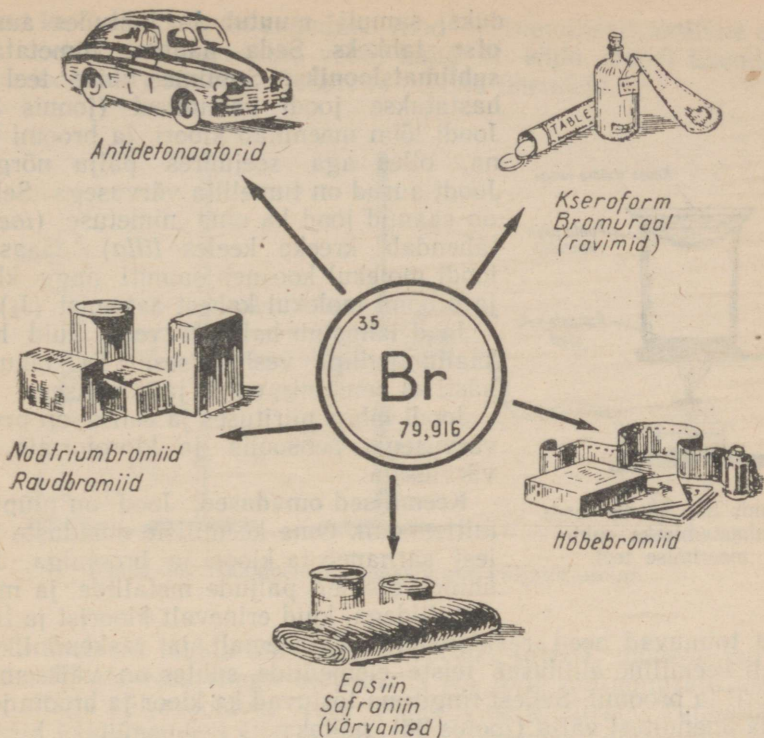 Antidetonaatorid
TABLE
Kseroform
Bromuraal
(ravimid)
35
Br
79,916
Naatriumbromiid
Raudbromiid
Hõbebromiid
Eosiin
Safraniin
(värvained)